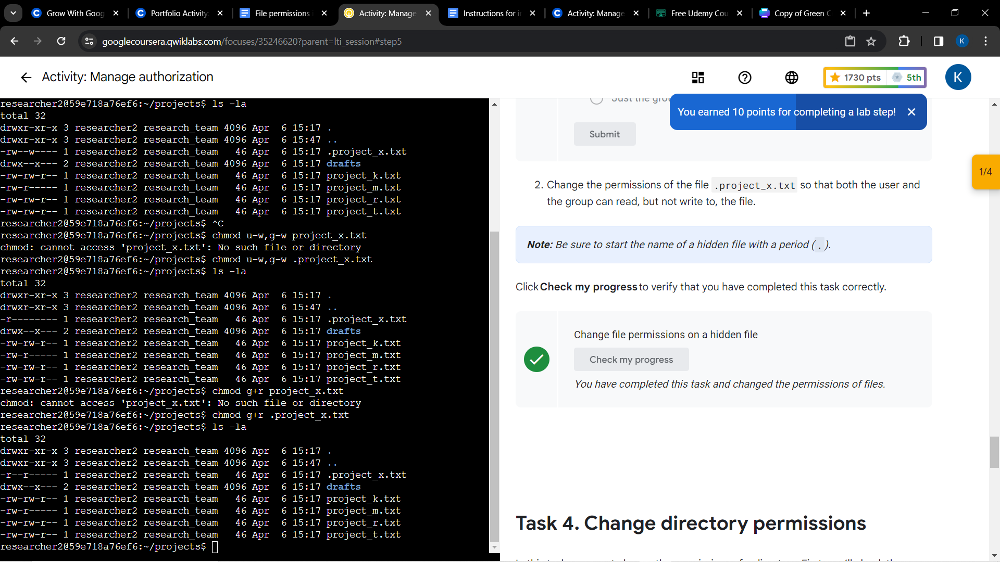 Grow With Goog
Portfolio Activity:
File permissions i
Activity: Manage
Instructions for in
Activity: Manage
Free Udemy Cou
Copy of Green C
googlecoursera.qwiklabs.com/focuses/35246620?parent=lti_session#step5
K
Activity: Manage authorization
1730 pts
5th
K
researcher2@59e718a76ef6:~/projects$ ls -la
total 32
drwxr-xr-x 3 researcher2 research_team 4096 Apr  6 15:17 .
drwxr-xr-x 3 researcher2 research_team 4096 Apr  6 15:47 ..
-rw--w---- 1 researcher2 research_team   46 Apr  6 15:17 .project_x.txt
drwx--x--- 2 researcher2 research_team 4096 Apr  6 15:17 drafts
-rw-rw-r-- 1 researcher2 research_team   46 Apr  6 15:17 project_k.txt
-rw-r----- 1 researcher2 research_team   46 Apr  6 15:17 project_m.txt
-rw-rw-r-- 1 researcher2 research_team   46 Apr  6 15:17 project_r.txt
-rw-rw-r-- 1 researcher2 research_team   46 Apr  6 15:17 project_t.txt
researcher2@59e718a76ef6:~/projects$ ^C
researcher2@59e718a76ef6:~/projects$ chmod u-w,g-w project_x.txt
chmod: cannot access 'project_x.txt': No such file or directory
researcher2@59e718a76ef6:~/projects$ chmod u-w,g-w .project_x.txt
researcher2@59e718a76ef6:~/projects$ ls -la
total 32
drwxr-xr-x 3 researcher2 research_team 4096 Apr  6 15:17 .
drwxr-xr-x 3 researcher2 research_team 4096 Apr  6 15:47 ..
-r-------- 1 researcher2 research_team   46 Apr  6 15:17 .project_x.txt
drwx--x--- 2 researcher2 research_team 4096 Apr  6 15:17 drafts
-rw-rw-r-- 1 researcher2 research_team   46 Apr  6 15:17 project_k.txt
-rw-r----- 1 researcher2 research_team   46 Apr  6 15:17 project_m.txt
-rw-rw-r-- 1 researcher2 research_team   46 Apr  6 15:17 project_r.txt
-rw-rw-r-- 1 researcher2 research_team   46 Apr  6 15:17 project_t.txt
researcher2@59e718a76ef6:~/projects$ chmod g+r project_x.txt
chmod: cannot access 'project_x.txt': No such file or directory
researcher2@59e718a76ef6:~/projects$ chmod g+r .project_x.txt
researcher2@59e718a76ef6:~/projects$ ls -la
total 32
drwxr-xr-x 3 researcher2 research_team 4096 Apr  6 15:17 .
drwxr-xr-x 3 researcher2 research_team 4096 Apr  6 15:47 ..
-r--r----- 1 researcher2 research_team   46 Apr  6 15:17 .project_x.txt
drwx--x--- 2 researcher2 research_team 4096 Apr  6 15:17 drafts
-rw-rw-r-- 1 researcher2 research_team   46 Apr  6 15:17 project_k.txt
-rw-r----- 1 researcher2 research_team   46 Apr  6 15:17 project_m.txt
-rw-rw-r-- 1 researcher2 research_team   46 Apr  6 15:17 project_r.txt
-rw-rw-r-- 1 researcher2 research_team   46 Apr  6 15:17 project_t.txt
researcher2@59e718a76ef6:~/projects$
Just the grou
You earned 10 points for completing a lab step!
Submit
1/4
2. Change the permissions of the file .project_x.txt so that both the user and
the group can read, but not write to, the file.
Note: Be sure to start the name of a hidden file with a period ( . ).
Click Check my progress to verify that you have completed this task correctly.
Change file permissions on a hidden file
Check my progress
You have completed this task and changed the permissions of files.
Task 4. Change directory permissions